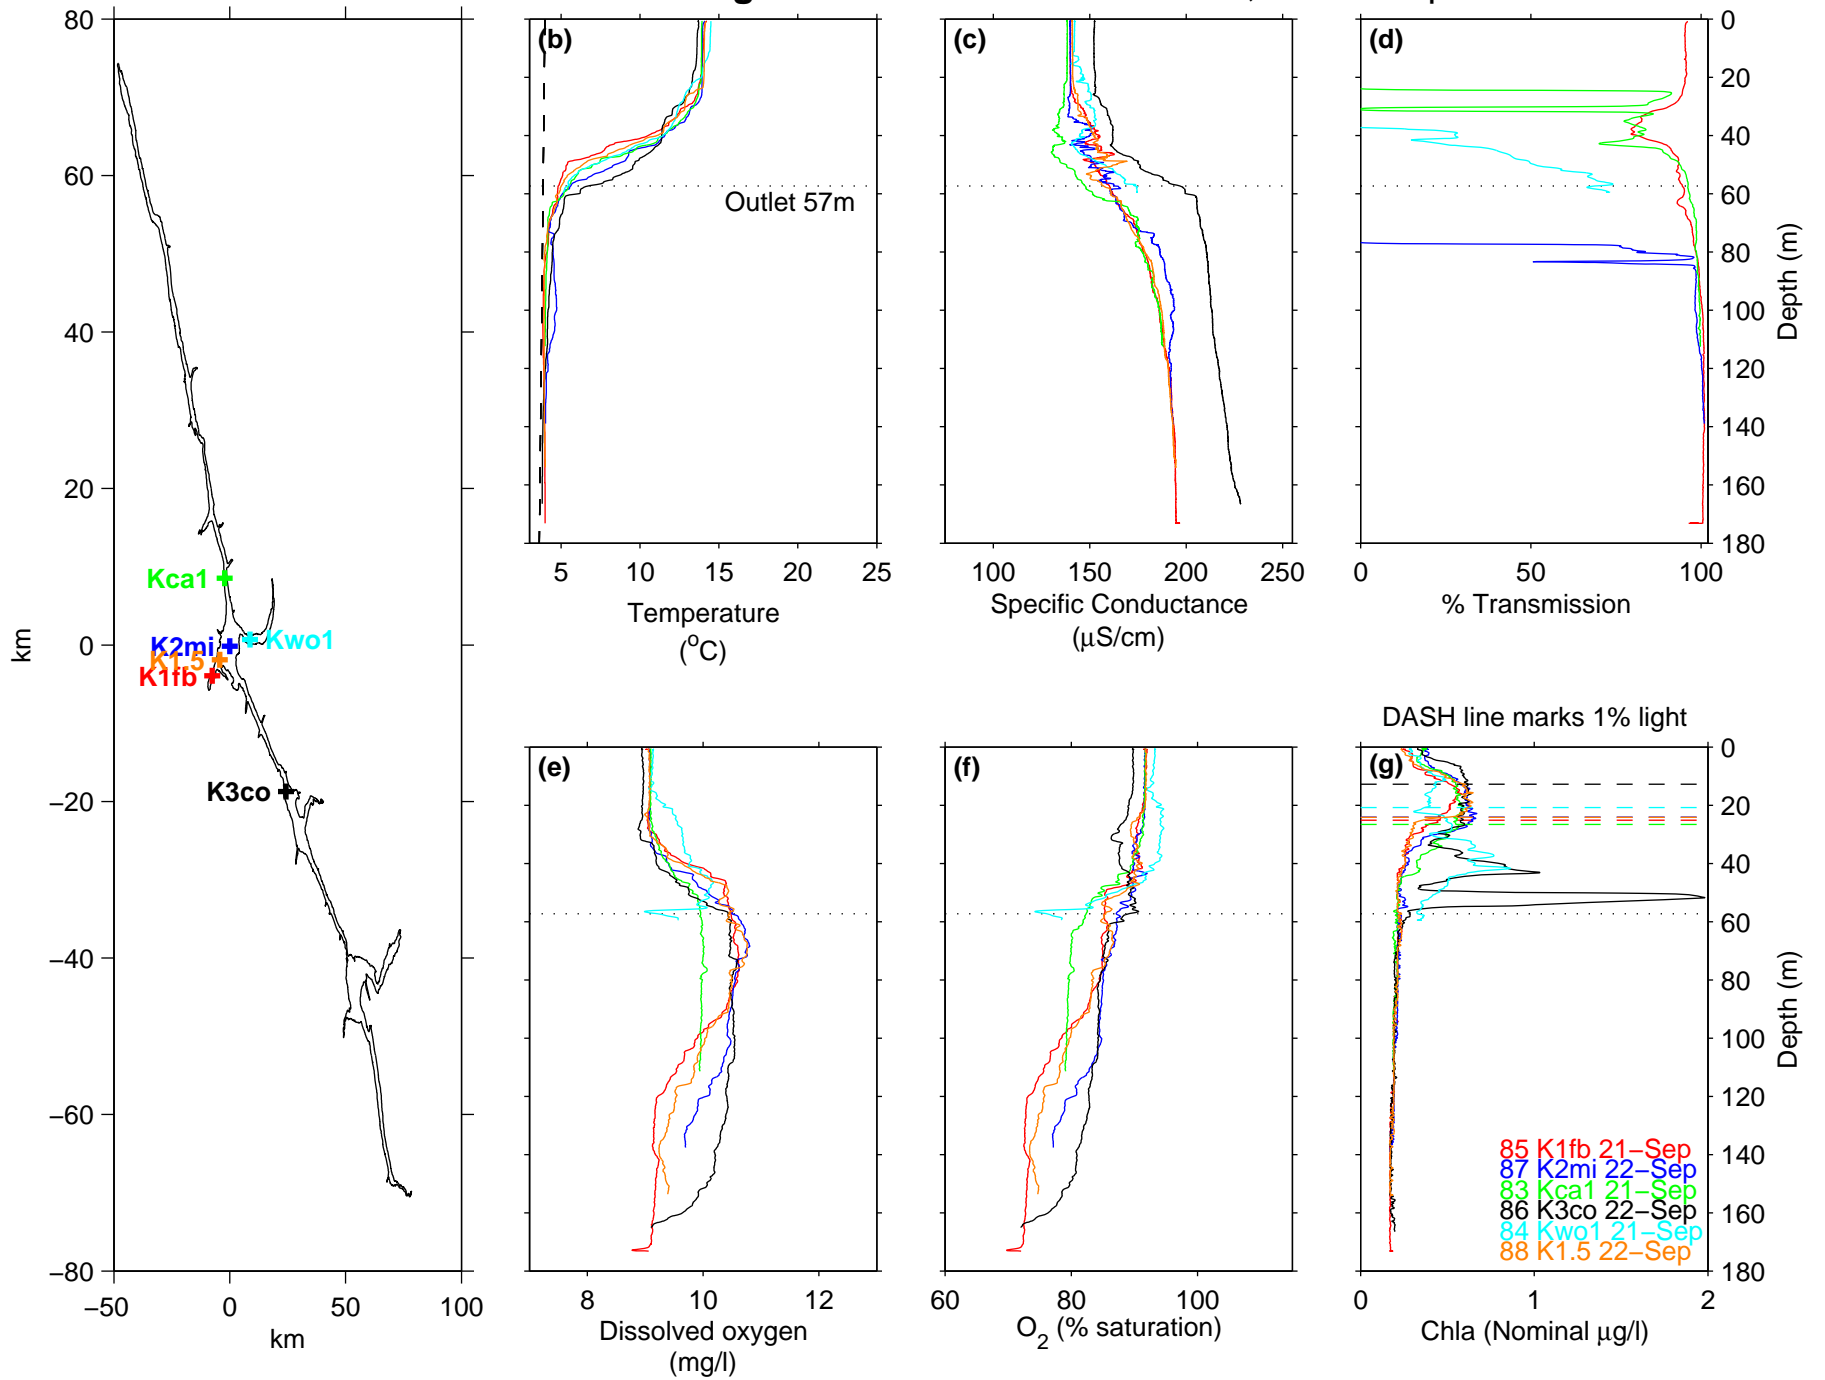 80
60
40
20
0
−20
−40
−60
−80
km
−50
0
50
100
km
Kca1
Kwo1
K2mi
K1.5
K1fb
K3co
(b)
Outlet 57m
5
10
15
20
25
Temperature
(°C)
(c)
100
150
200
250
Specific Conductance
(μS/cm)
(d)
0
50
100
% Transmission
0
20
40
60
80
100
120
140
160
180
Depth (m)
(e)
8
10
12
Dissolved oxygen
(mg/l)
(f)
60
80
100
O2 (% saturation)
DASH line marks 1% light
(g)
85 K1fb 21−Sep
87 K2mi 22−Sep
83 Kca1 21−Sep
86 K3co 22−Sep
84 Kwo1 21−Sep
88 K1.5 22−Sep
0
1
2
Chla (Nominal μg/l)
0
20
40
60
80
100
120
140
160
180
Depth (m)